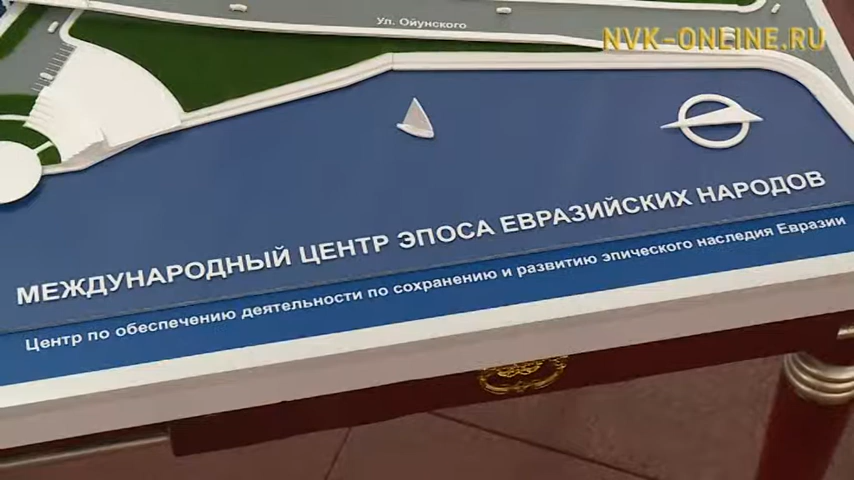 Ул. Ойунского
NVK-ONLINE.RU
МЕЖДУНАРОДНЫЙ ЦЕНТР ЭПОСА ЕВРАЗИЙСКИХ НАРОДОВ
Центр по обеспечению деятельности по сохранению и развитию эпического наследия Евразии